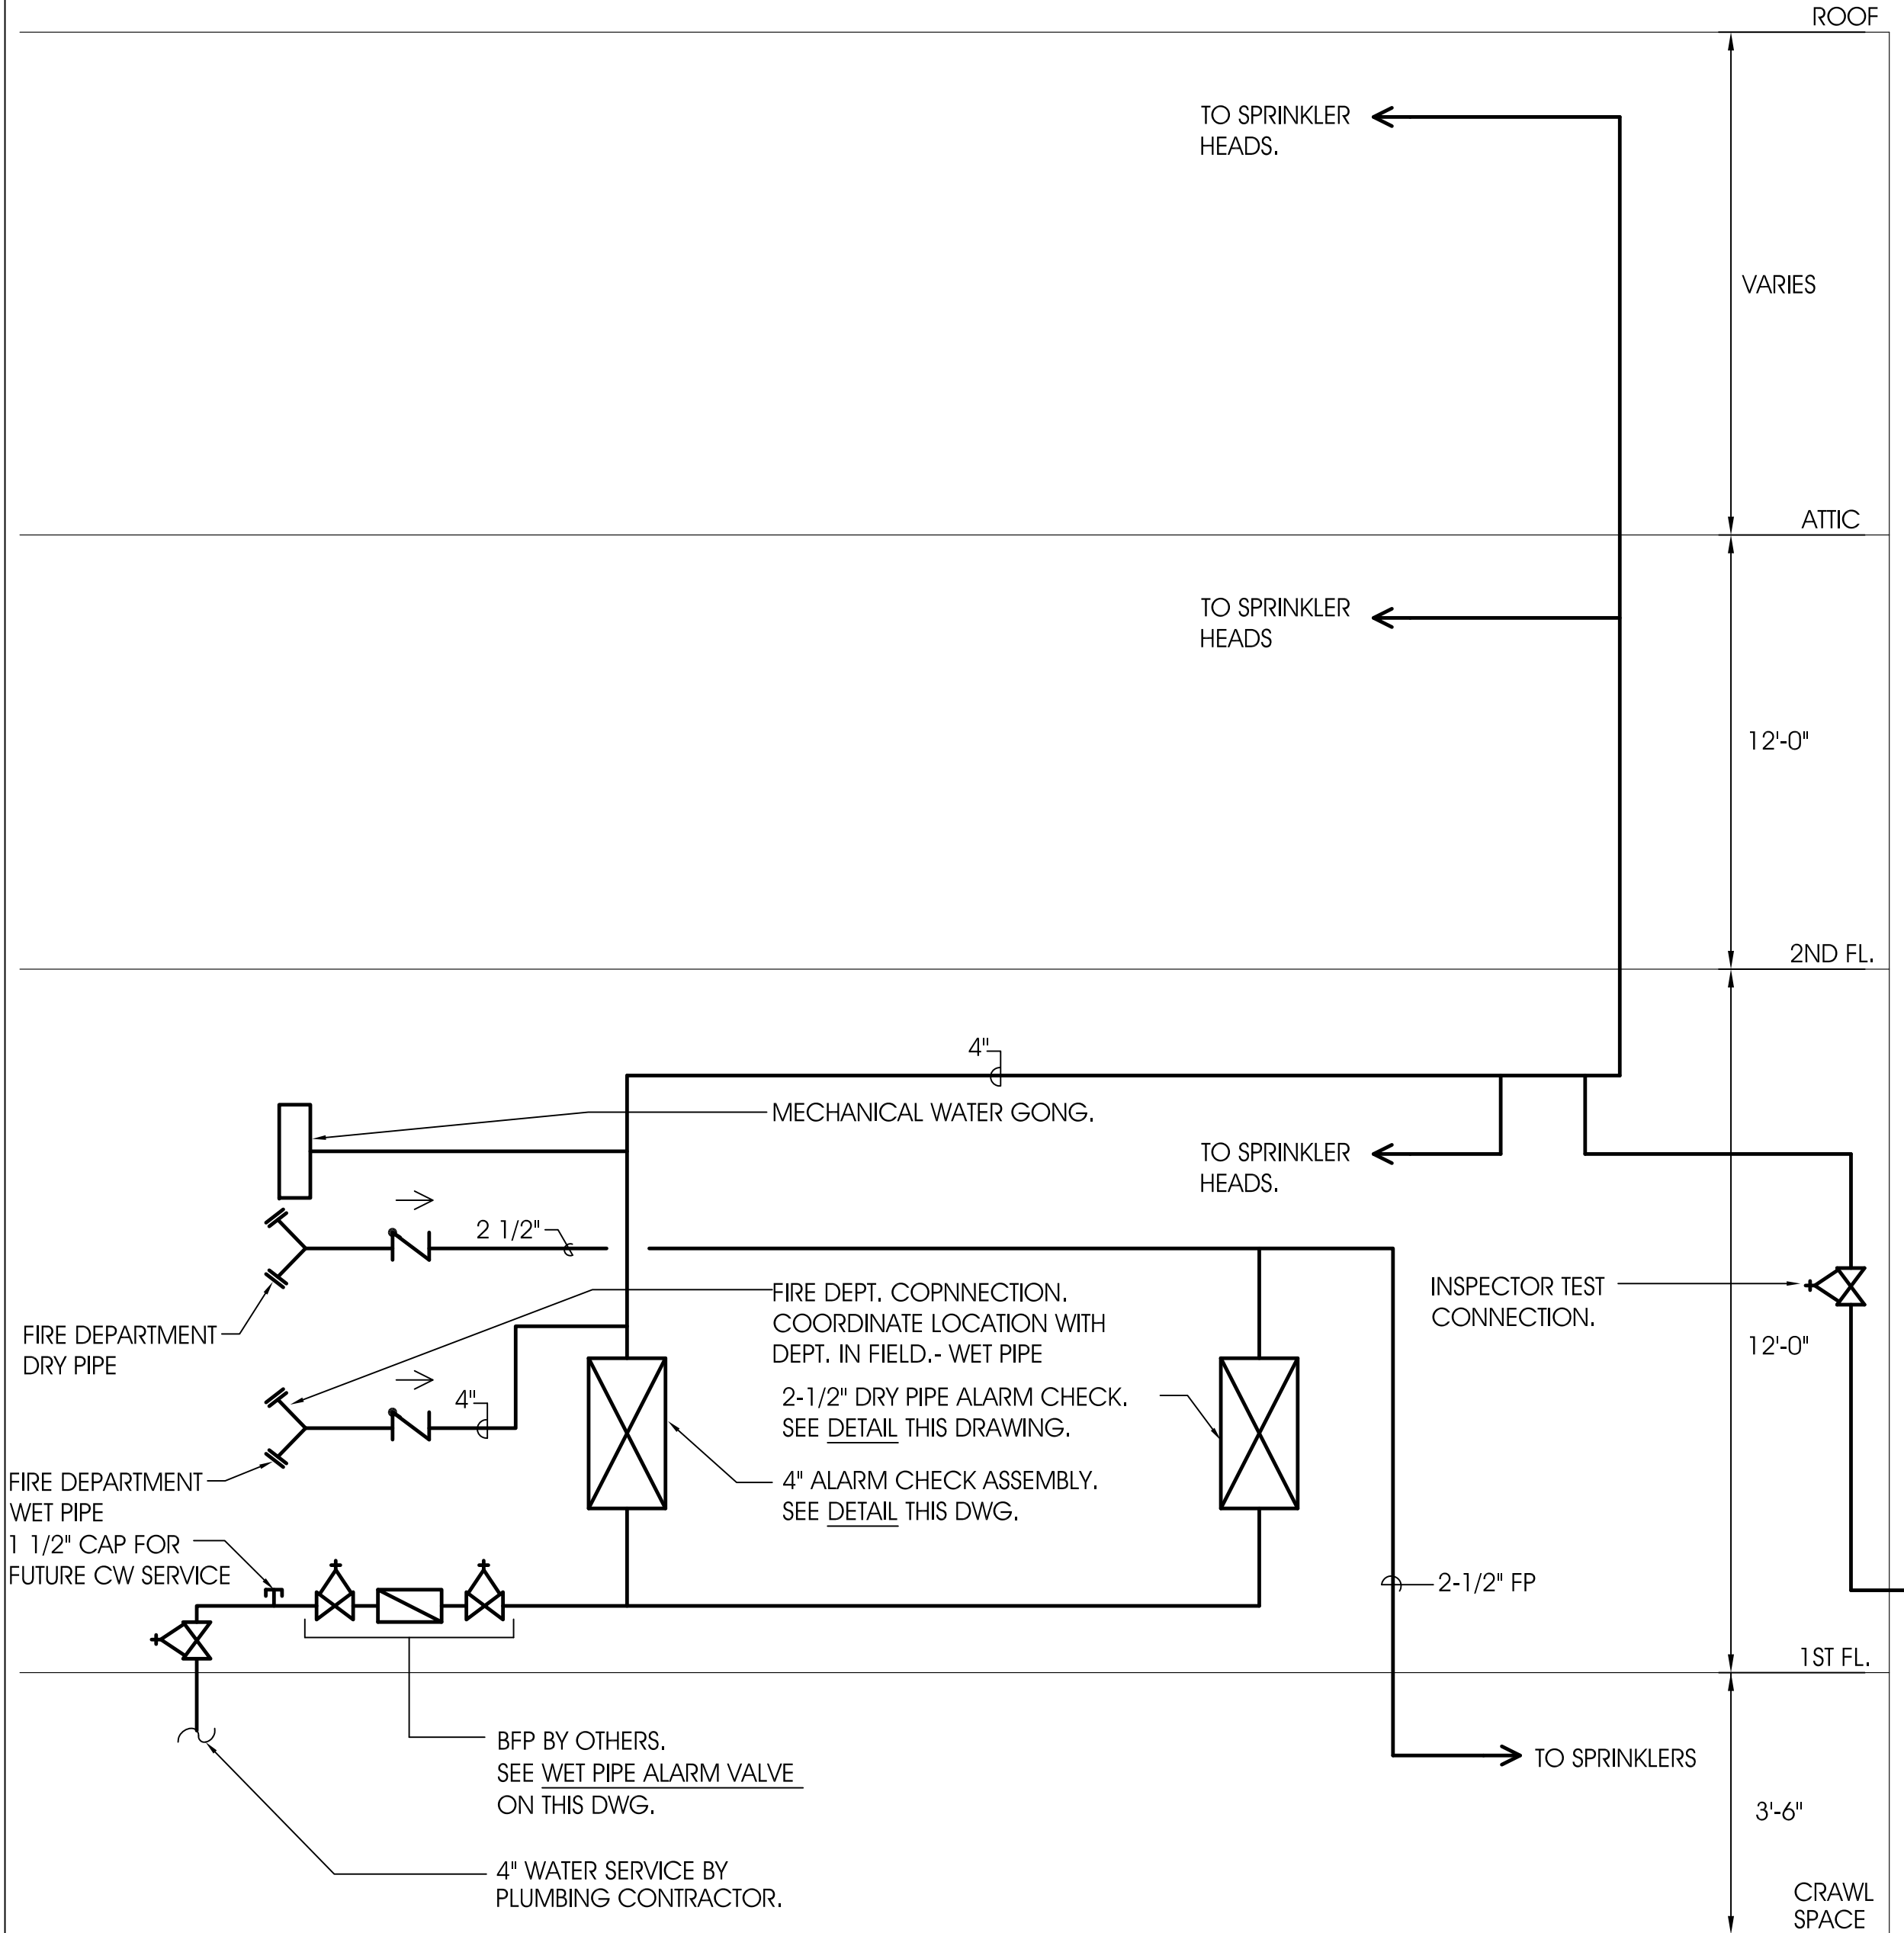 ROOF
TO SPRINKLER
HEADS.
VARIES
ATTIC
TO SPRINKLER
HEADS
12'-0"
2ND FL.
4"
MECHANICAL WATER GONG.
TO SPRINKLER
HEADS.
2 1/2"
FIRE DEPARTMENT
DRY PIPE
FIRE DEPT. COPNNECTION.
COORDINATE LOCATION WITH
DEPT. IN FIELD.- WET PIPE
INSPECTOR TEST
CONNECTION.
12'-0"
4"
2-1/2" DRY PIPE ALARM CHECK.
SEE DETAIL THIS DRAWING.
FIRE DEPARTMENT
WET PIPE
4" ALARM CHECK ASSEMBLY.
SEE DETAIL THIS DWG.
1 1/2" CAP FOR
FUTURE CW SERVICE
2-1/2" FP
1ST FL.
BFP BY OTHERS.
SEE WET PIPE ALARM VALVE
ON THIS DWG.
TO SPRINKLERS
3'-6"
4" WATER SERVICE BY
PLUMBING CONTRACTOR.
CRAWL
SPACE